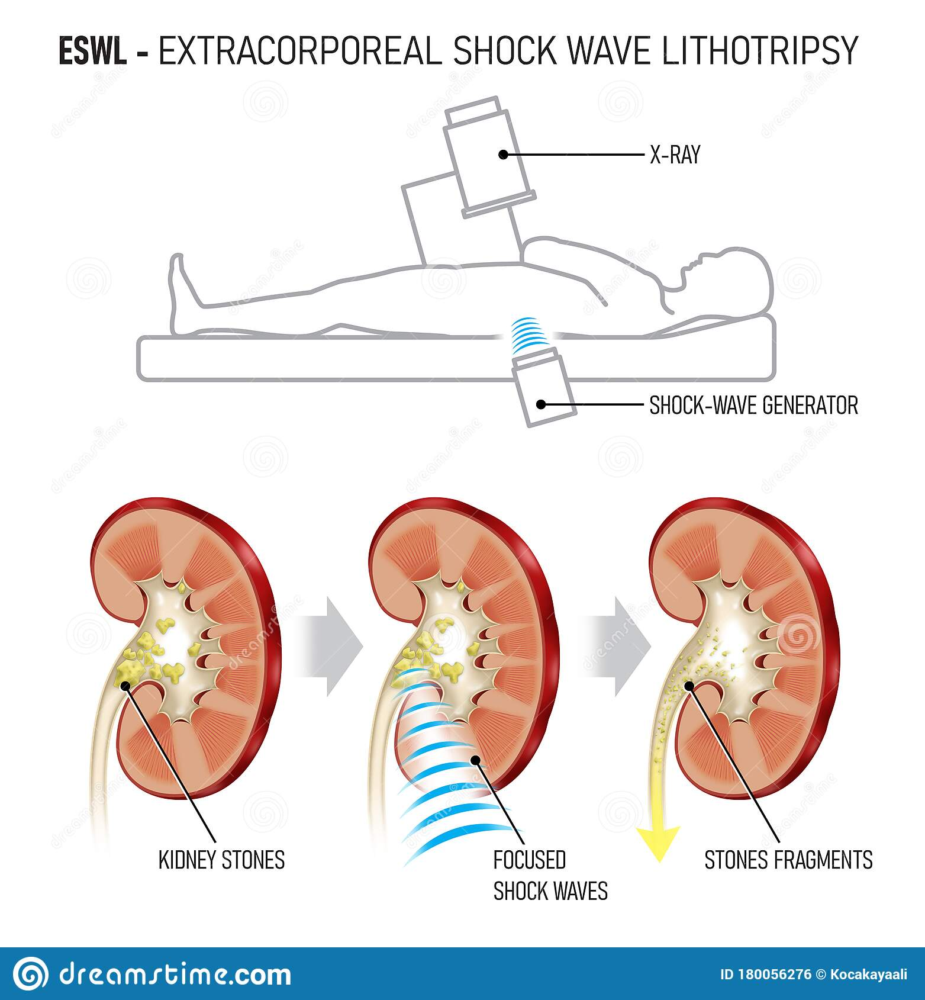 ESWL - EXTRACORPOREAL SHOCK WAVE LITHOTRIPSY
X-RAY
SHOCK-WAVE GENERATOR
KIDNEY STONES
FOCUSED
SHOCK WAVES
STONES FRAGMENTS
dreamstime.com
ID 180056276 © Kocakayaali